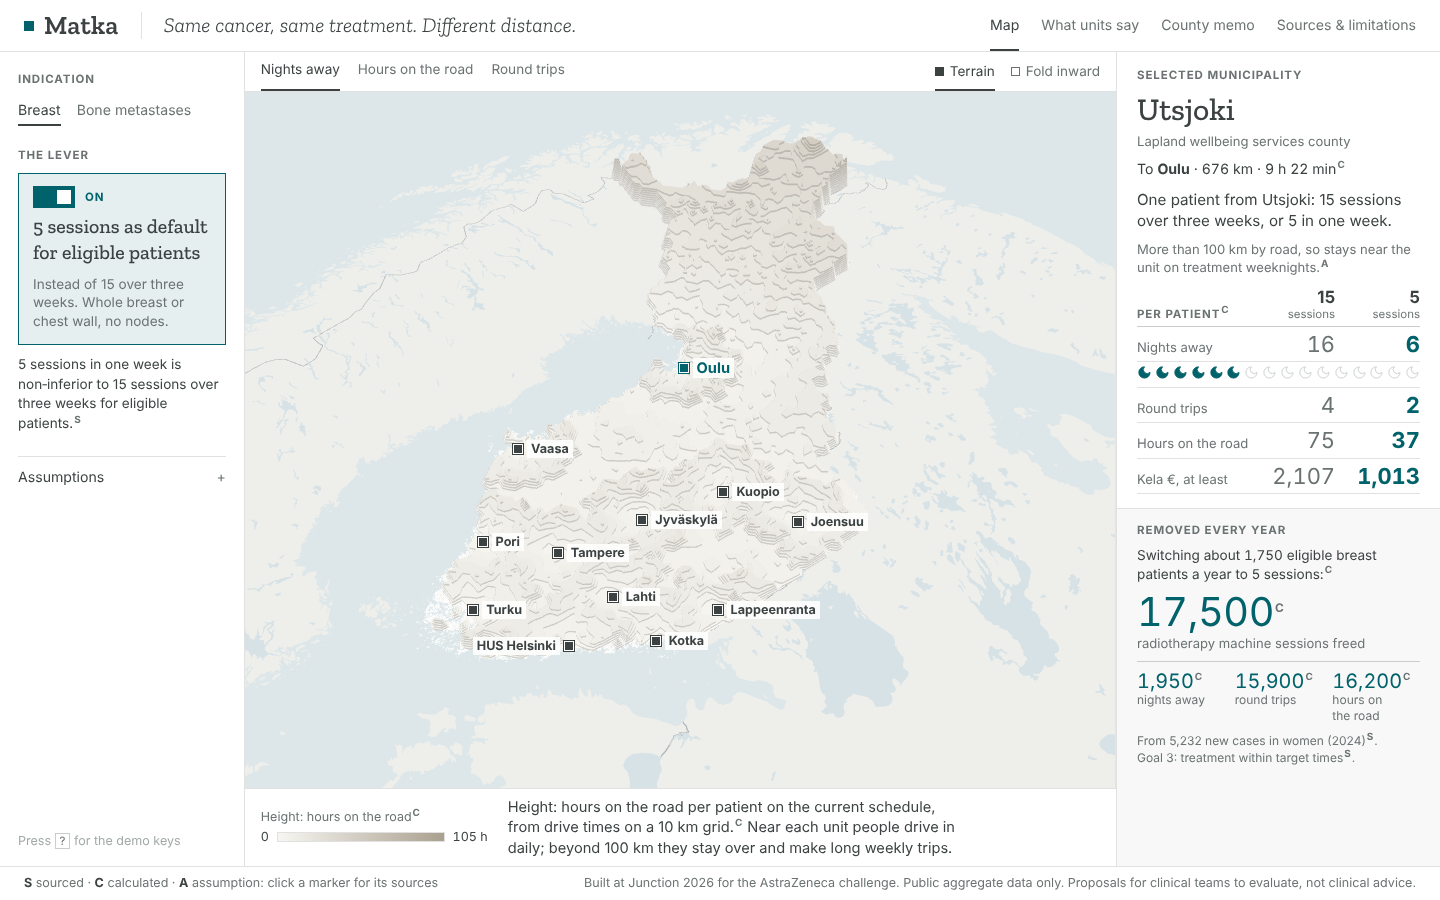 Matka
Same cancer, same treatment. Different distance.
Map
What units say
County memo
Sources & limitations
INDICATION
Breast
Bone metastases
THE LEVER
ON
5 sessions as default
for eligible patients
Instead of 15 over three
weeks. Whole breast or
chest wall, no nodes.
5 sessions in one week is
non-inferior to 15 sessions over
three weeks for eligible
patients.S
Assumptions +
Press ? for the demo keys
Nights away
Hours on the road
Round trips
Terrain
Fold inward
Oulu
Vaasa
Kuopio
Jyväskylä
Joensuu
Pori
Tampere
Lahti
Turku
Lappeenranta
HUS Helsinki
Kotka
Height: hours on the roadC
0 105 h
Height: hours on the road per patient on the current schedule,
from drive times on a 10 km grid.C Near each unit people drive in
daily; beyond 100 km they stay over and make long weekly trips.
SELECTED MUNICIPALITY
Utsjoki
Lapland wellbeing services county
To Oulu · 676 km · 9 h 22 minC
One patient from Utsjoki: 15 sessions
over three weeks, or 5 in one week.
More than 100 km by road, so stays near the
unit on treatment weeknights.A
15 5
PER PATIENTC sessions sessions
Nights away 16 6
Round trips 4 2
Hours on the road 75 37
Kela €, at least 2,107 1,013
REMOVED EVERY YEAR
Switching about 1,750 eligible breast
patients a year to 5 sessions:C
17,500C
radiotherapy machine sessions freed
1,950C 15,900C 16,200C
nights away round trips hours on
the road
From 5,232 new cases in women (2024)S.
Goal 3: treatment within target timesS.
S sourced · C calculated · A assumption: click a marker for its sources
Built at Junction 2026 for the AstraZeneca challenge. Public aggregate data only. Proposals for clinical teams to evaluate, not clinical advice.